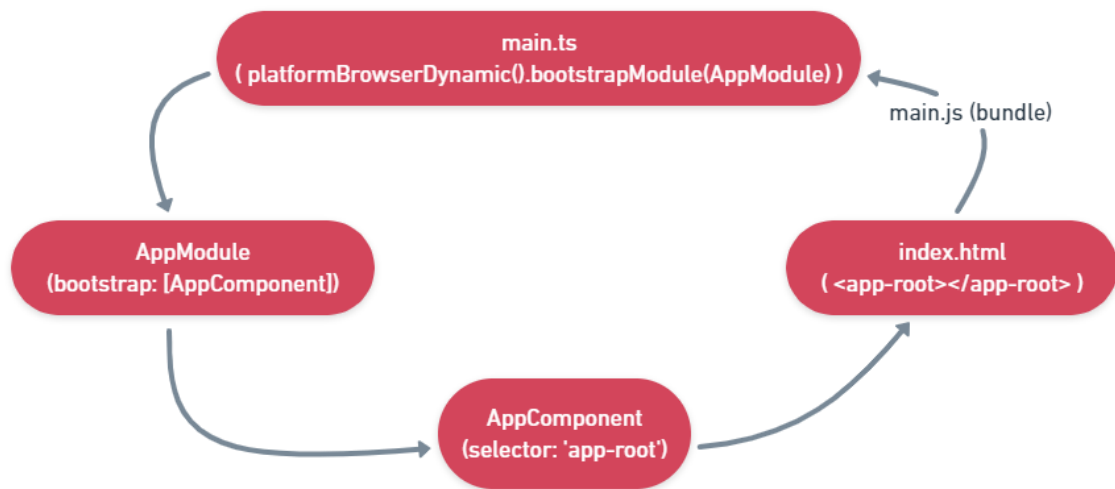 main.ts
( platformBrowserDynamic().bootstrapModule(AppModule) )
main.js (bundle)
AppModule
(bootstrap: [AppComponent])
index.html
( <app-root></app-root> )
AppComponent
(selector: 'app-root')